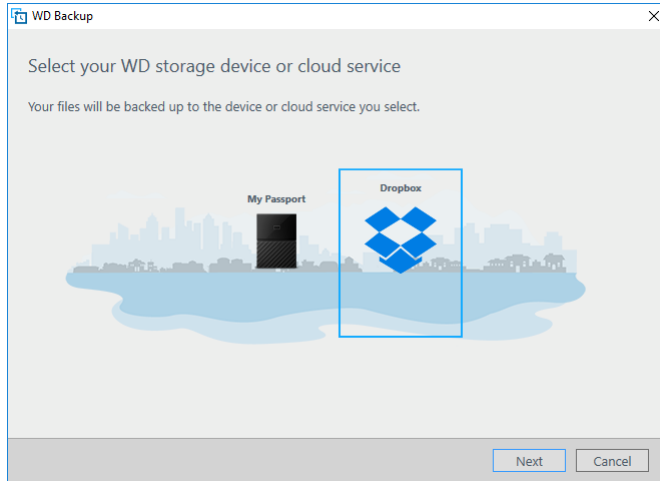 WD Backup
Select your WD storage device or cloud service
Your files will be backed up to the device or cloud service you select.
My Passport
Dropbox
Next
Cancel